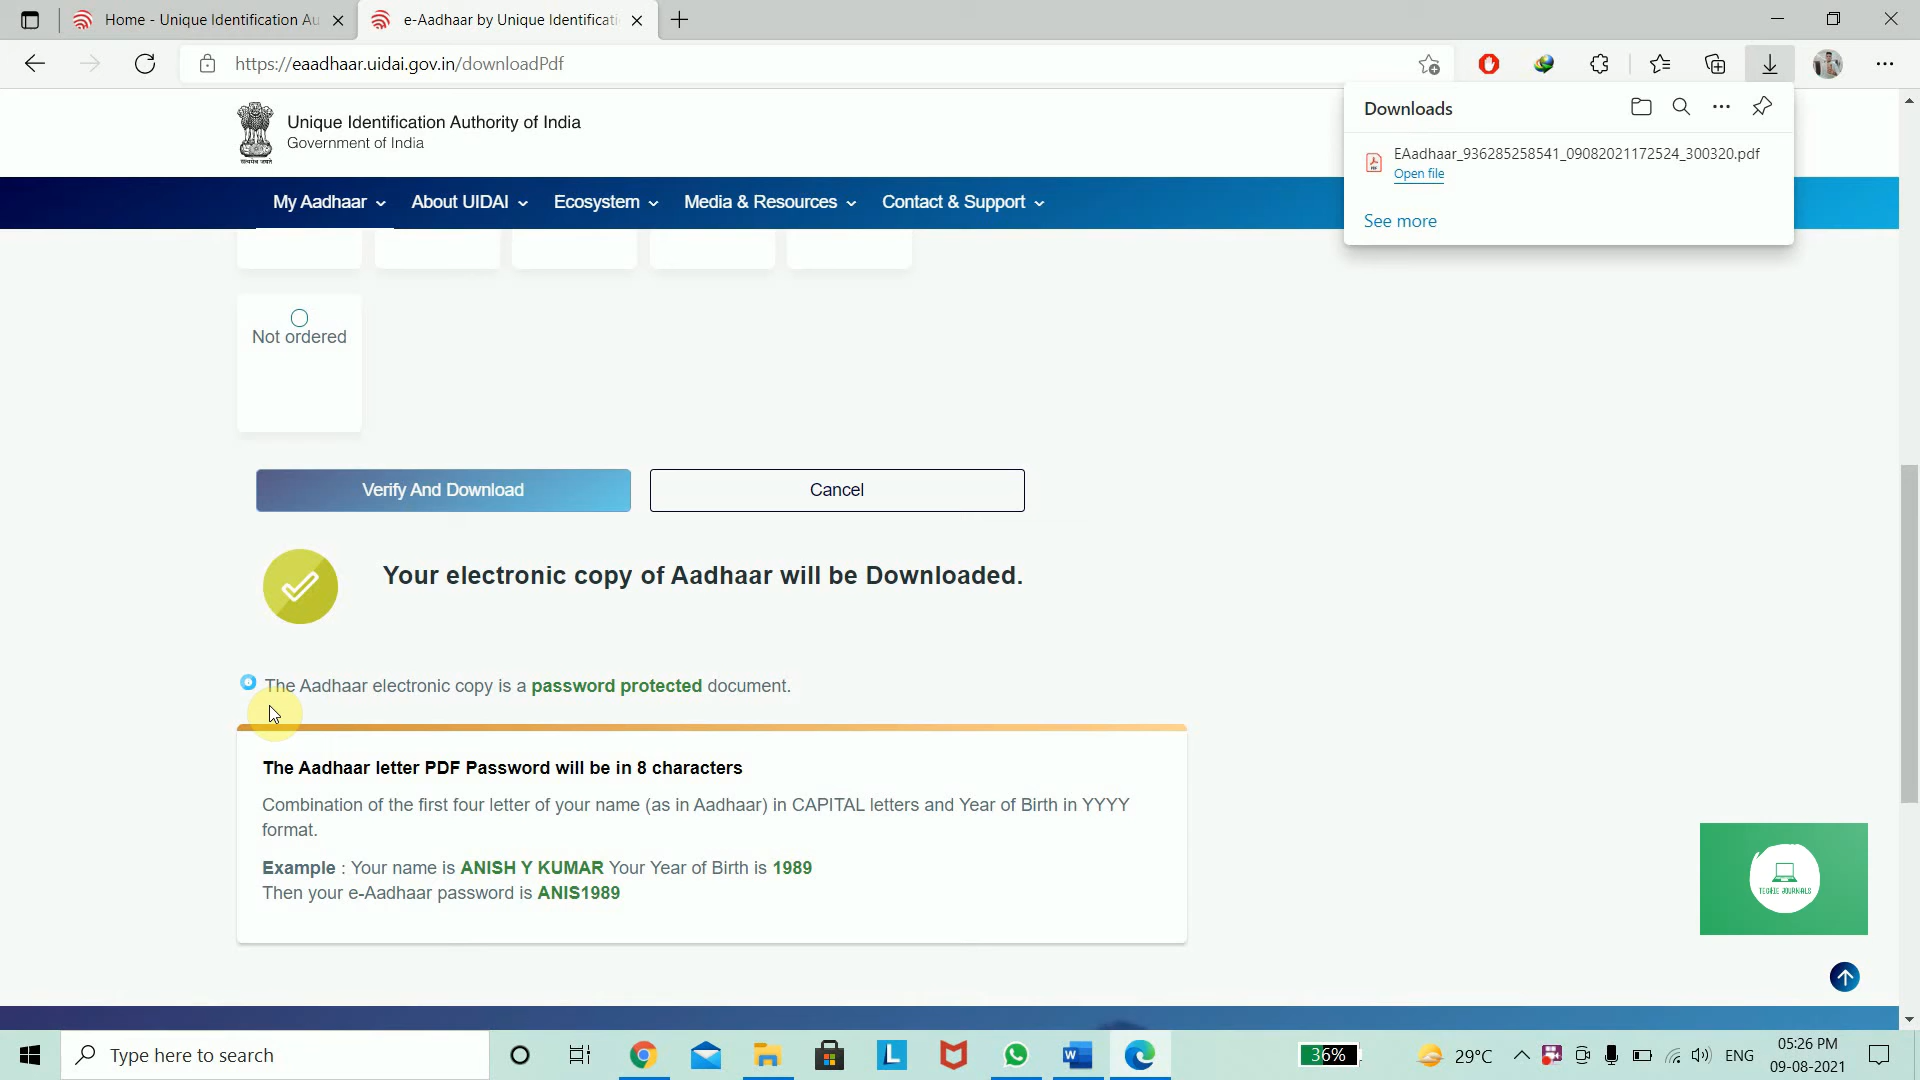 Home - Unique Identification Au
e-Aadhaar by Unique Identificati
https://eaadhaar.uidai.gov.in/downloadPdf
Unique Identification Authority of India
Government of India
Downloads
EAadhaar_936285258541_09082021172524_300320.pdf
Open file
See more
My Aadhaar
About UIDAI
Ecosystem
Media & Resources
Contact & Support
Not ordered
Verify And Download
Cancel
Your electronic copy of Aadhaar will be Downloaded.
The Aadhaar electronic copy is a password protected document.
The Aadhaar letter PDF Password will be in 8 characters
Combination of the first four letter of your name (as in Aadhaar) in CAPITAL letters and Year of Birth in YYYY
format.
Example : Your name is ANISH Y KUMAR Your Year of Birth is 1989
Then your e-Aadhaar password is ANIS1989
TECHIE JOURNALS
Type here to search
L
W
36%
29°C
ENG
05:26 PM
09-08-2021